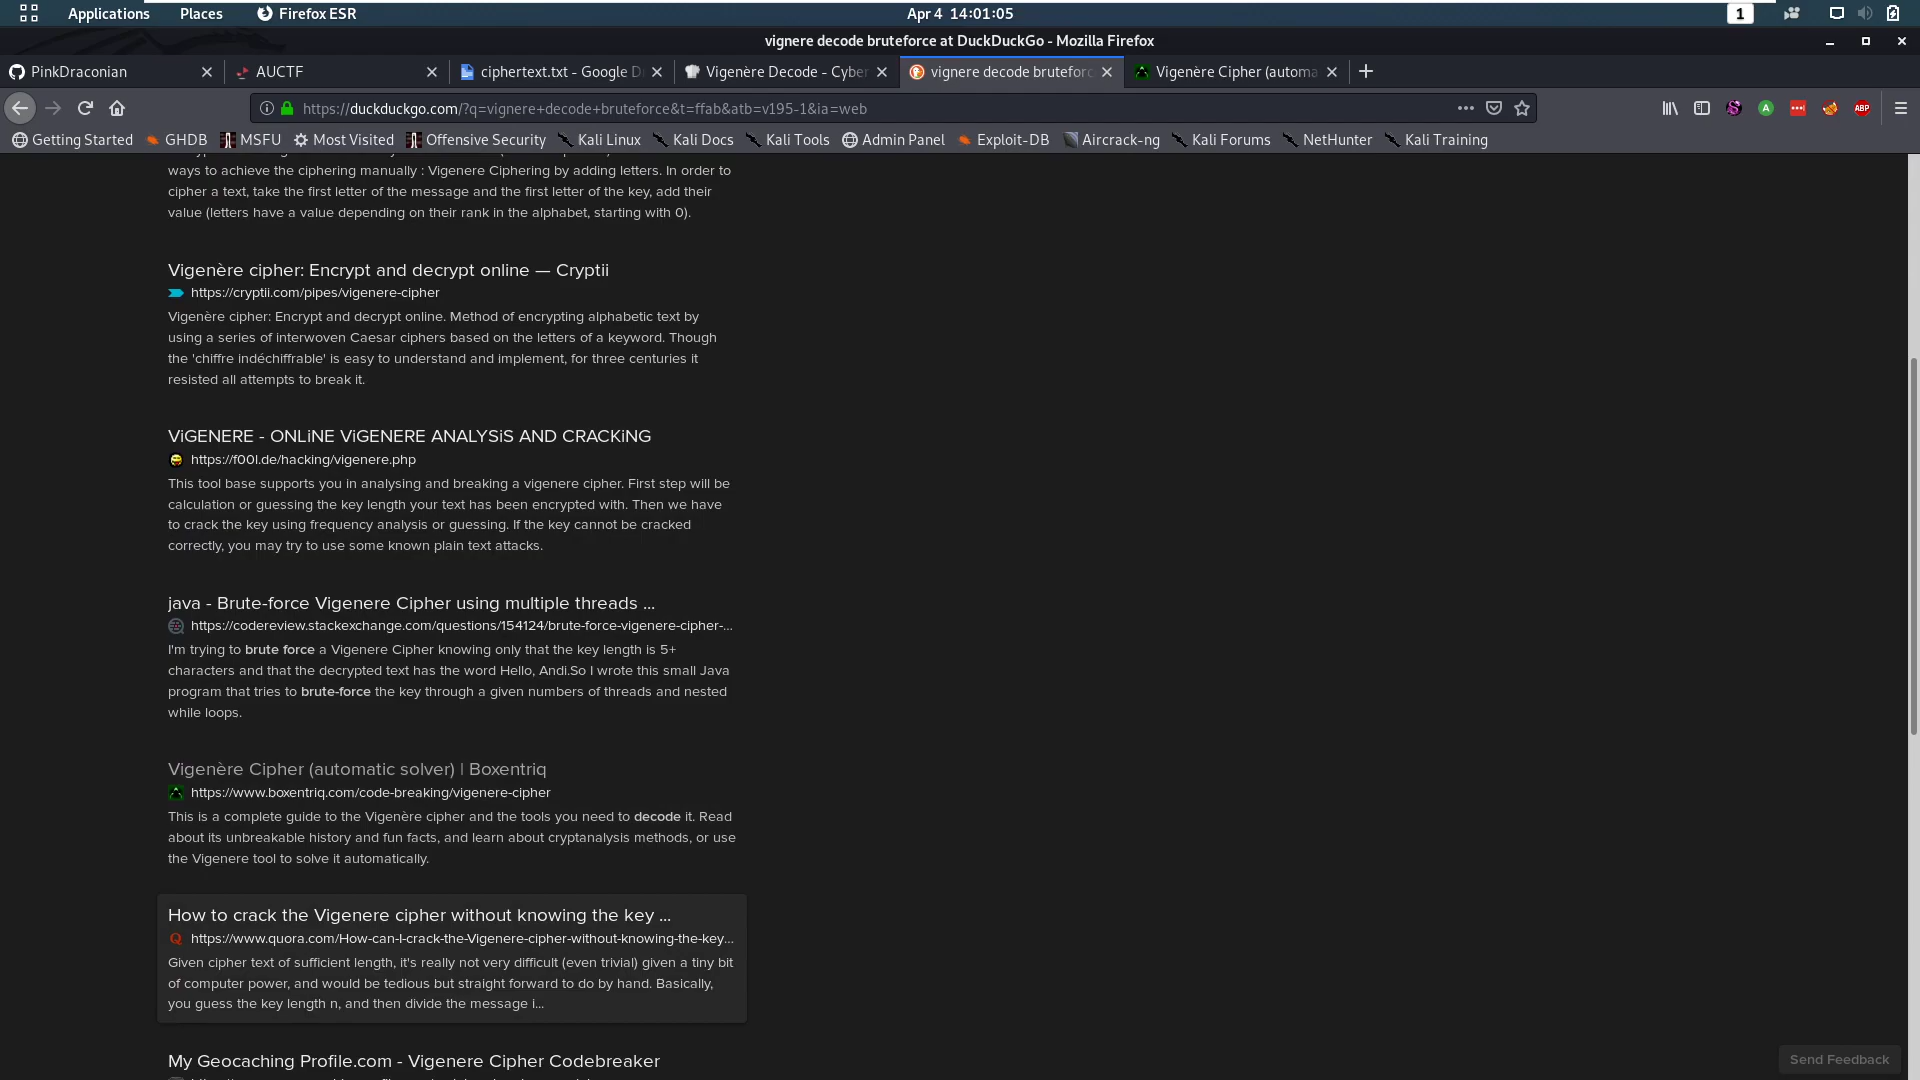 Applications Places Firefox ESR Apr 4 14:01:05 1
vignere decode bruteforce at DuckDuckGo - Mozilla Firefox
PinkDraconian AUCTF ciphertext.txt - Google D Vigenère Decode - Cyber vignere decode bruteforc Vigenère Cipher (automa
https://duckduckgo.com/?q=vignere+decode+bruteforce&t=ffab&atb=v195-1&ia=web ABP
Getting Started GHDB MSFU Most Visited Offensive Security Kali Linux Kali Docs Kali Tools Admin Panel Exploit-DB Aircrack-ng Kali Forums NetHunter Kali Training
ways to achieve the ciphering manually : Vigenere Ciphering by adding letters. In order to
cipher a text, take the first letter of the message and the first letter of the key, add their
value (letters have a value depending on their rank in the alphabet, starting with 0).
Vigenère cipher: Encrypt and decrypt online — Cryptii
https://cryptii.com/pipes/vigenere-cipher
Vigenère cipher: Encrypt and decrypt online. Method of encrypting alphabetic text by
using a series of interwoven Caesar ciphers based on the letters of a keyword. Though
the 'chiffre indéchiffrable' is easy to understand and implement, for three centuries it
resisted all attempts to break it.
ViGENERE - ONLiNE ViGENERE ANALYSiS AND CRACKiNG
https://f00l.de/hacking/vigenere.php
This tool base supports you in analysing and breaking a vigenere cipher. First step will be
calculation or guessing the key length your text has been encrypted with. Then we have
to crack the key using frequency analysis or guessing. If the key cannot be cracked
correctly, you may try to use some known plain text attacks.
java - Brute-force Vigenere Cipher using multiple threads ...
https://codereview.stackexchange.com/questions/154124/brute-force-vigenere-cipher-...
I'm trying to brute force a Vigenere Cipher knowing only that the key length is 5+
characters and that the decrypted text has the word Hello, Andi.So I wrote this small Java
program that tries to brute-force the key through a given numbers of threads and nested
while loops.
Vigenère Cipher (automatic solver) | Boxentriq
https://www.boxentriq.com/code-breaking/vigenere-cipher
This is a complete guide to the Vigenère cipher and the tools you need to decode it. Read
about its unbreakable history and fun facts, and learn about cryptanalysis methods, or use
the Vigenere tool to solve it automatically.
How to crack the Vigenere cipher without knowing the key ...
https://www.quora.com/How-can-I-crack-the-Vigenere-cipher-without-knowing-the-key...
Given cipher text of sufficient length, it's really not very difficult (even trivial) given a tiny bit
of computer power, and would be tedious but straight forward to do by hand. Basically,
you guess the key length n, and then divide the message i...
My Geocaching Profile.com - Vigenere Cipher Codebreaker
Send Feedback